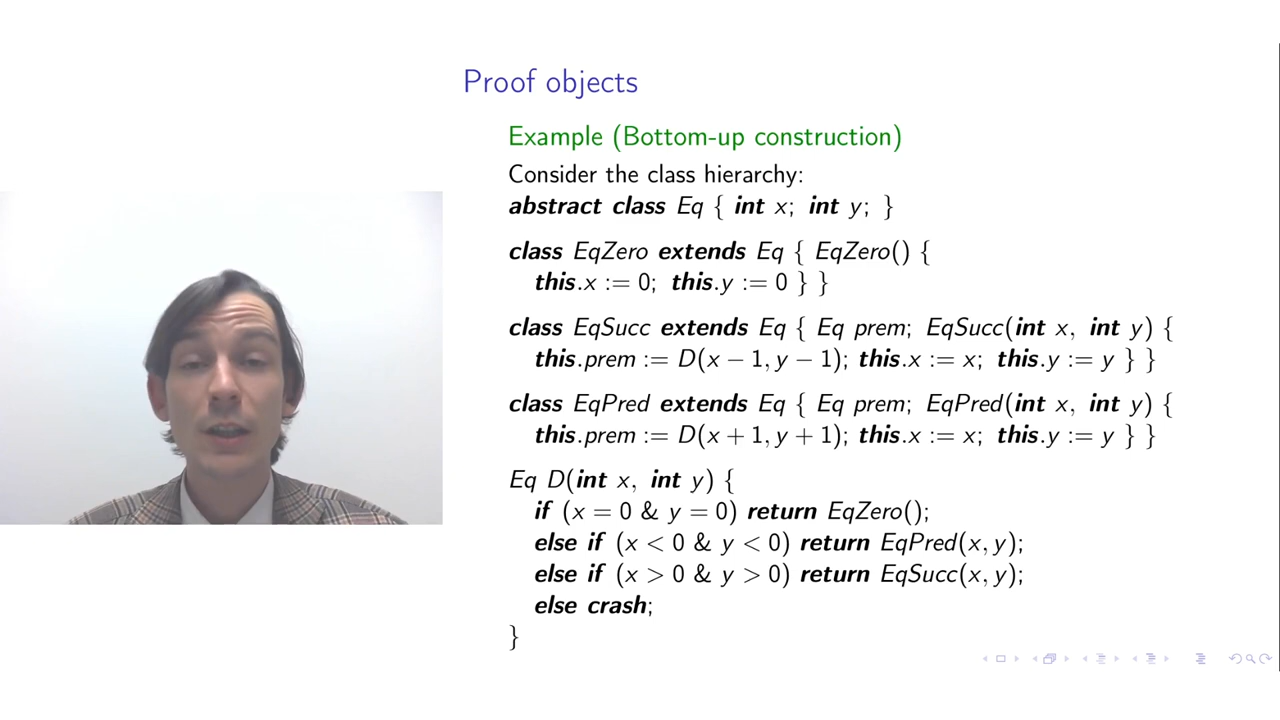 Proof objects
Example (Bottom-up construction)
Consider the class hierarchy:
abstract class Eq { int x; int y; }
class EqZero extends Eq { EqZero() {
this.x := 0; this.y := 0 } }
class EqSucc extends Eq { Eq prem; EqSucc(int x, int y) {
this.prem := D(x − 1, y − 1); this.x := x; this.y := y } }
class EqPred extends Eq { Eq prem; EqPred(int x, int y) {
this.prem := D(x + 1, y + 1); this.x := x; this.y := y } }
Eq D(int x, int y) {
if (x = 0 & y = 0) return EqZero();
else if (x < 0 & y < 0) return EqPred(x, y);
else if (x > 0 & y > 0) return EqSucc(x, y);
else crash;
}